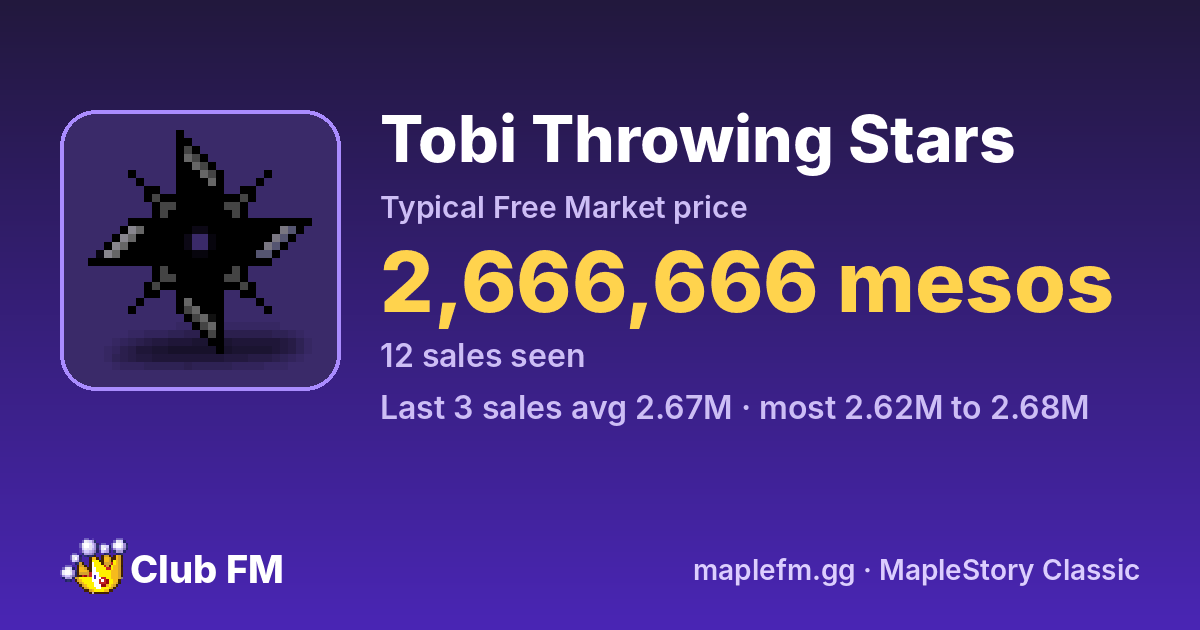 Tobi Throwing Stars
Typical Free Market price
2,666,666 mesos
12 sales seen
Last 3 sales avg 2.67M · most 2.62M to 2.68M
Club FM
maplefm.gg · MapleStory Classic